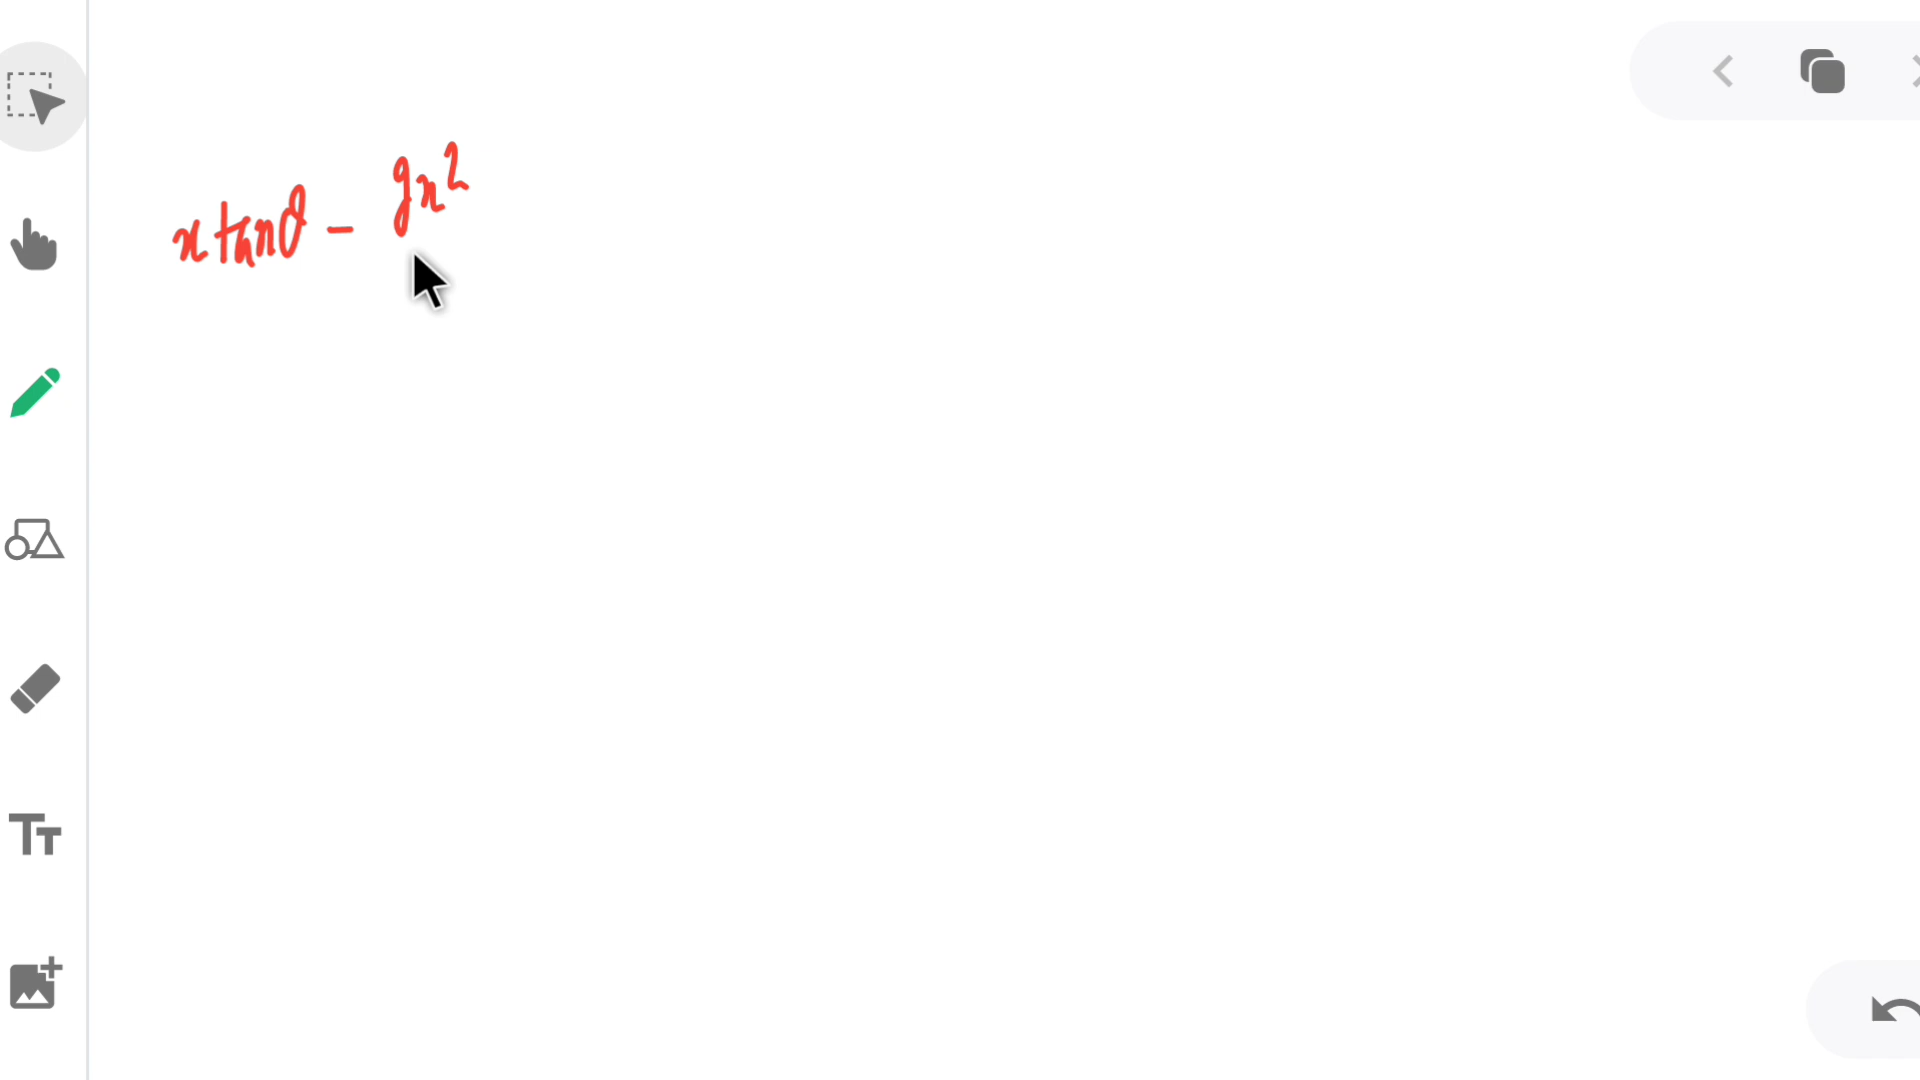 x tanθ - gx²